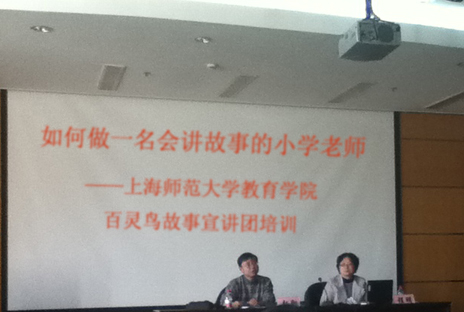 如何做一名会讲故事的小学老师
——上海师范大学教育学院
百灵鸟故事宣讲团培训